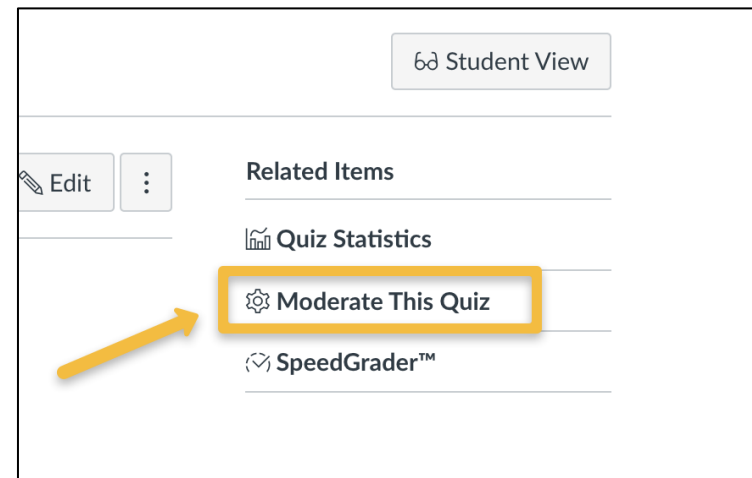 Student View
Edit
Related Items
Quiz Statistics
Moderate This Quiz
SpeedGrader™